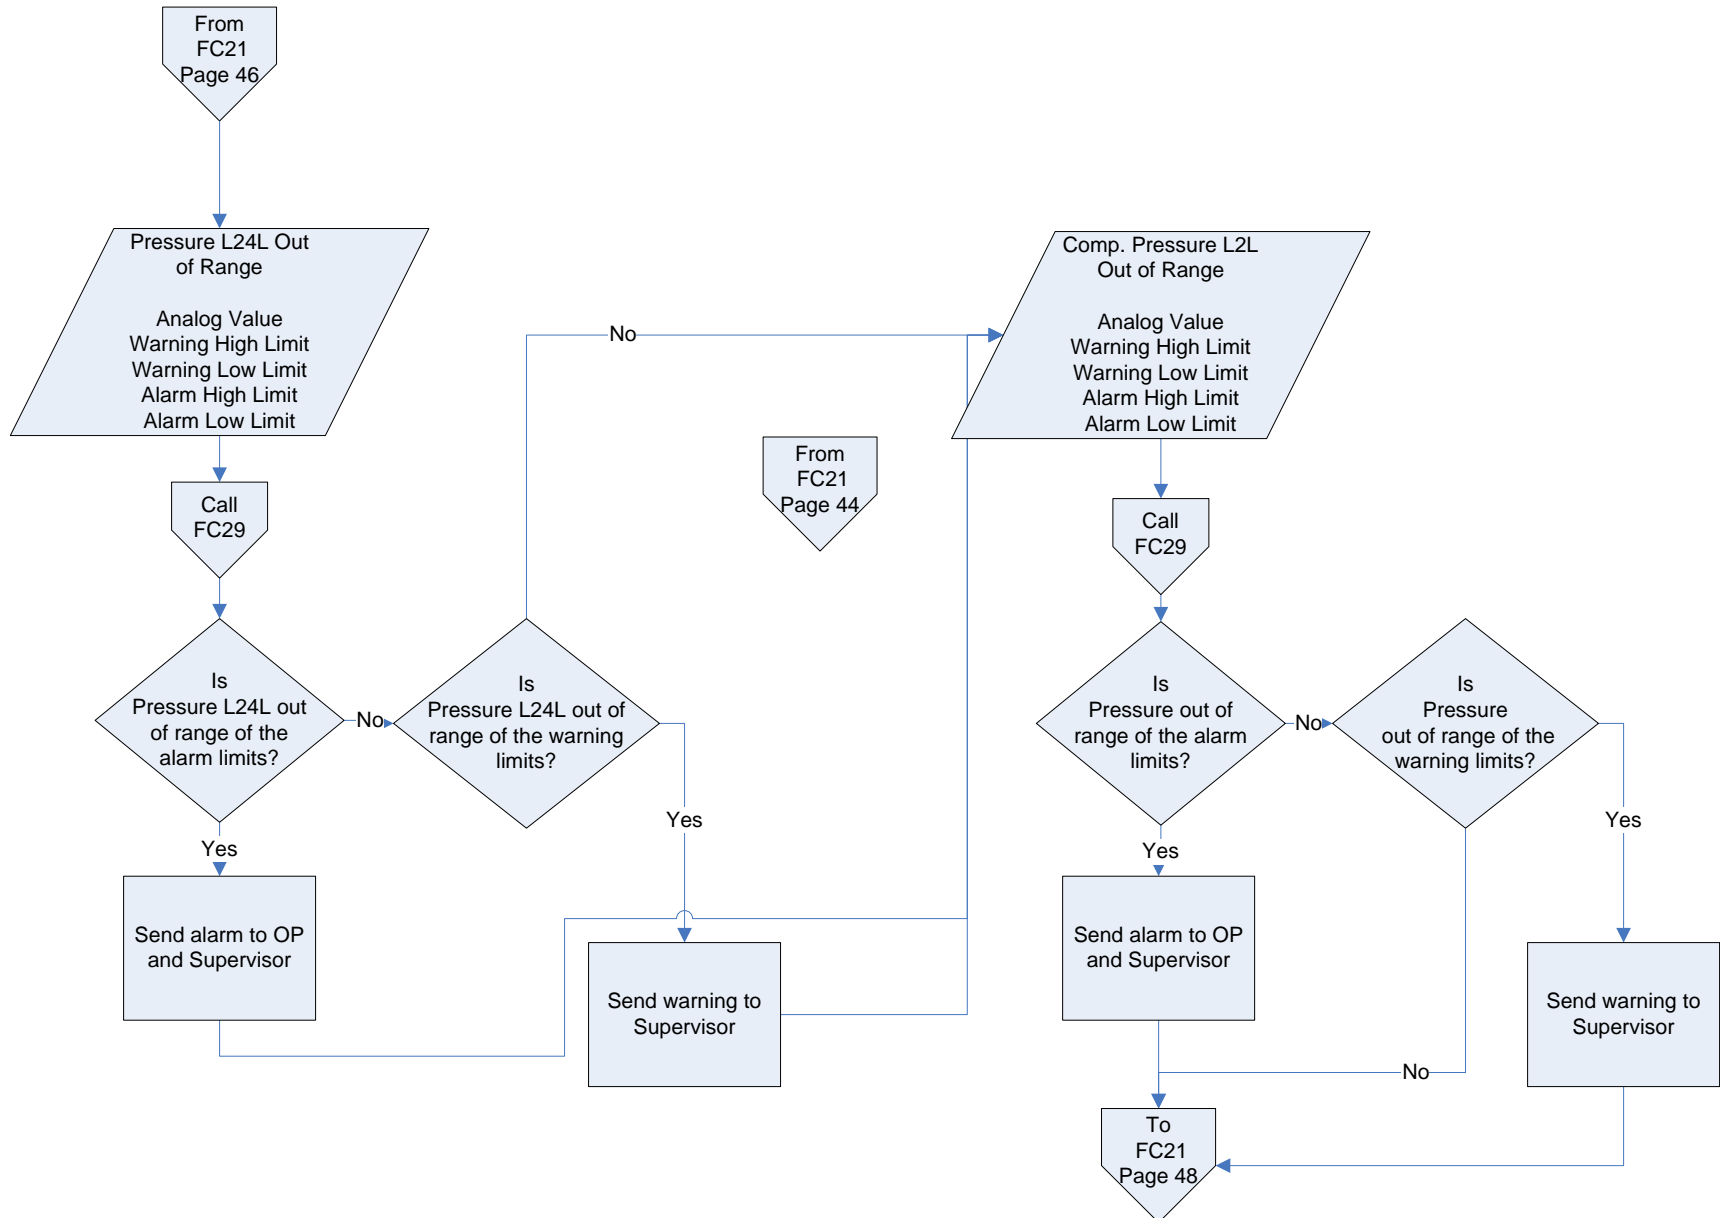 From
FC21
Page 46
Pressure L24L Out
of Range
Analog Value
Warning High Limit
Warning Low Limit
Alarm High Limit
Alarm Low Limit
Call
FC29
Is
Pressure L24L out
of range of the
alarm limits?
No
Yes
Send alarm to OP
and Supervisor
Is
Pressure L24L out of
range of the warning
limits?
No
Yes
Send warning to
Supervisor
From
FC21
Page 44
Comp. Pressure L2L
Out of Range
Analog Value
Warning High Limit
Warning Low Limit
Alarm High Limit
Alarm Low Limit
Call
FC29
Is
Pressure out of
range of the alarm
limits?
No
Yes
Send alarm to OP
and Supervisor
Is
Pressure
out of range of the
warning limits?
Yes
No
Send warning to
Supervisor
To
FC21
Page 48